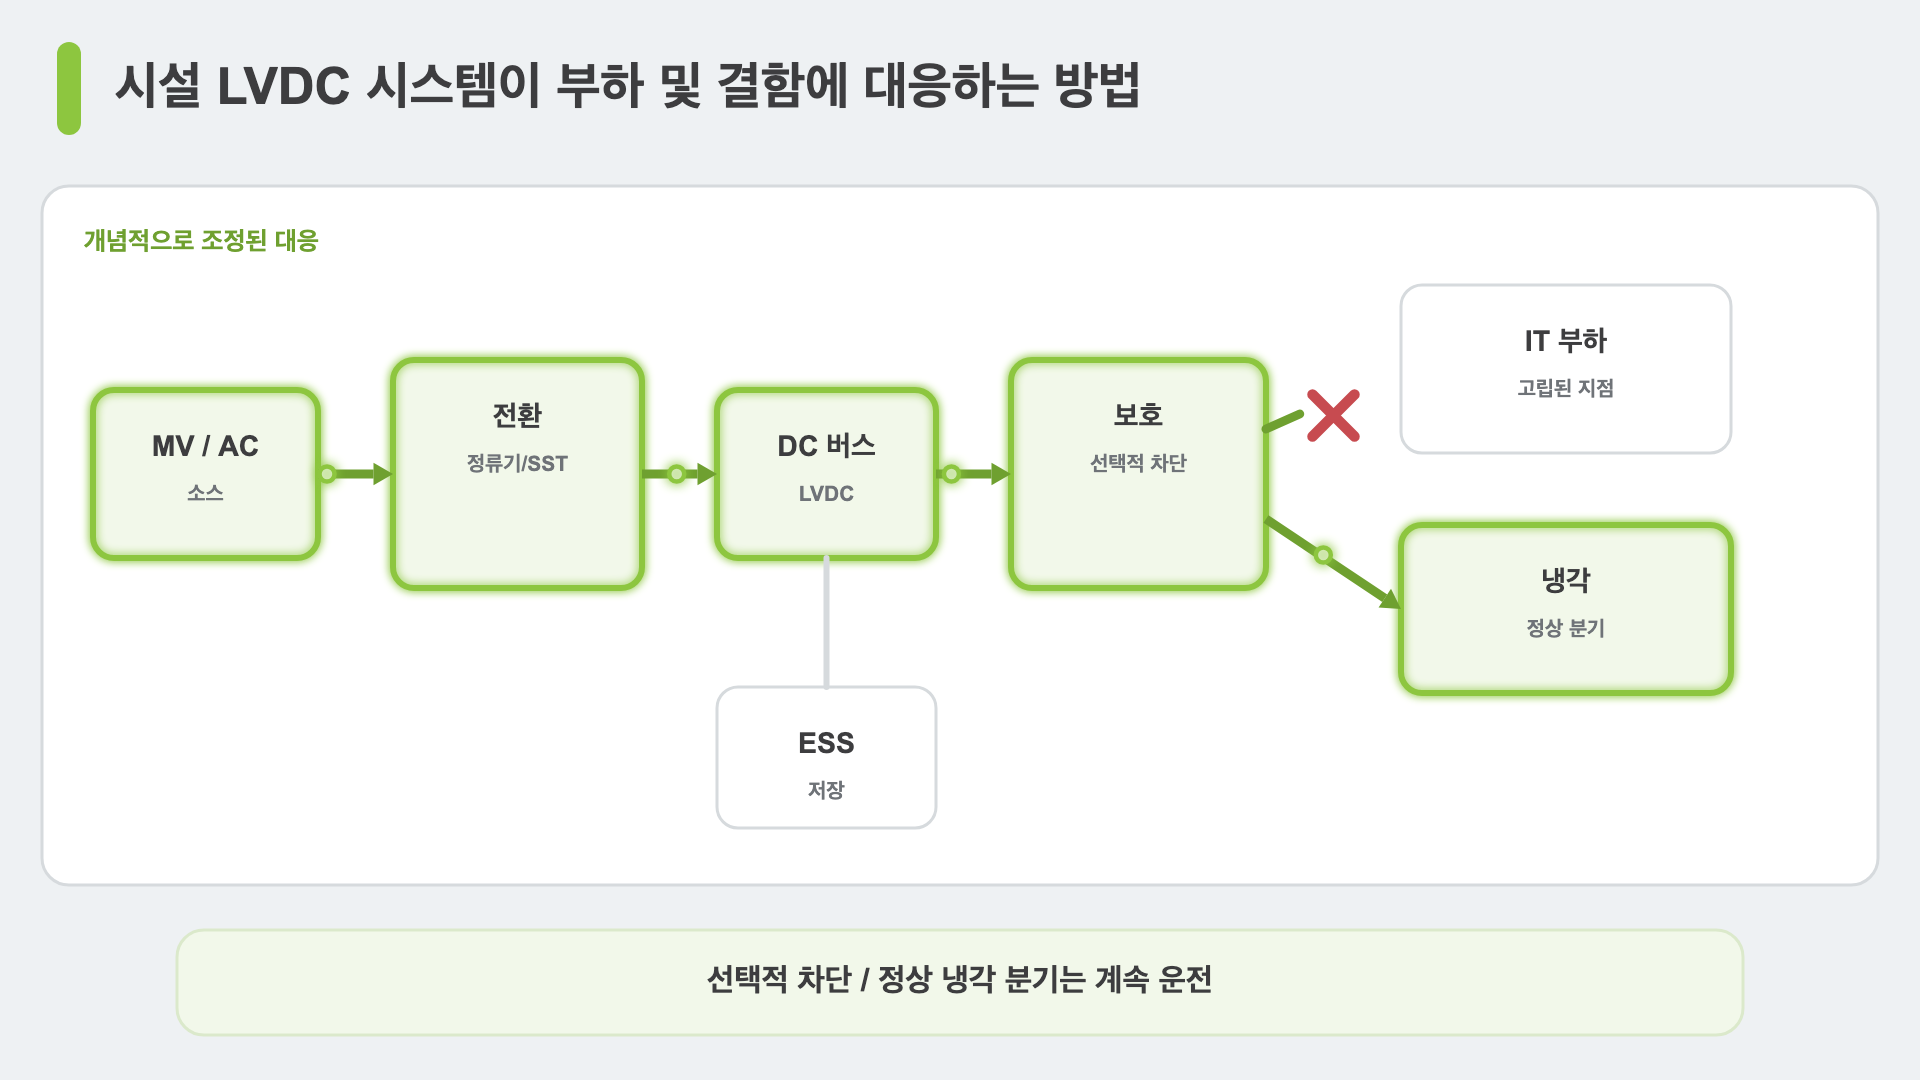 시설 LVDC 시스템이 부하 및 결함에 대응하는 방법
개념적으로 조정된 대응
MV / AC
소스
전환
정류기/SST
DC 버스
LVDC
보호
선택적 차단
IT 부하
고립된 지점
냉각
정상 분기
ESS
저장
선택적 차단 / 정상 냉각 분기는 계속 운전